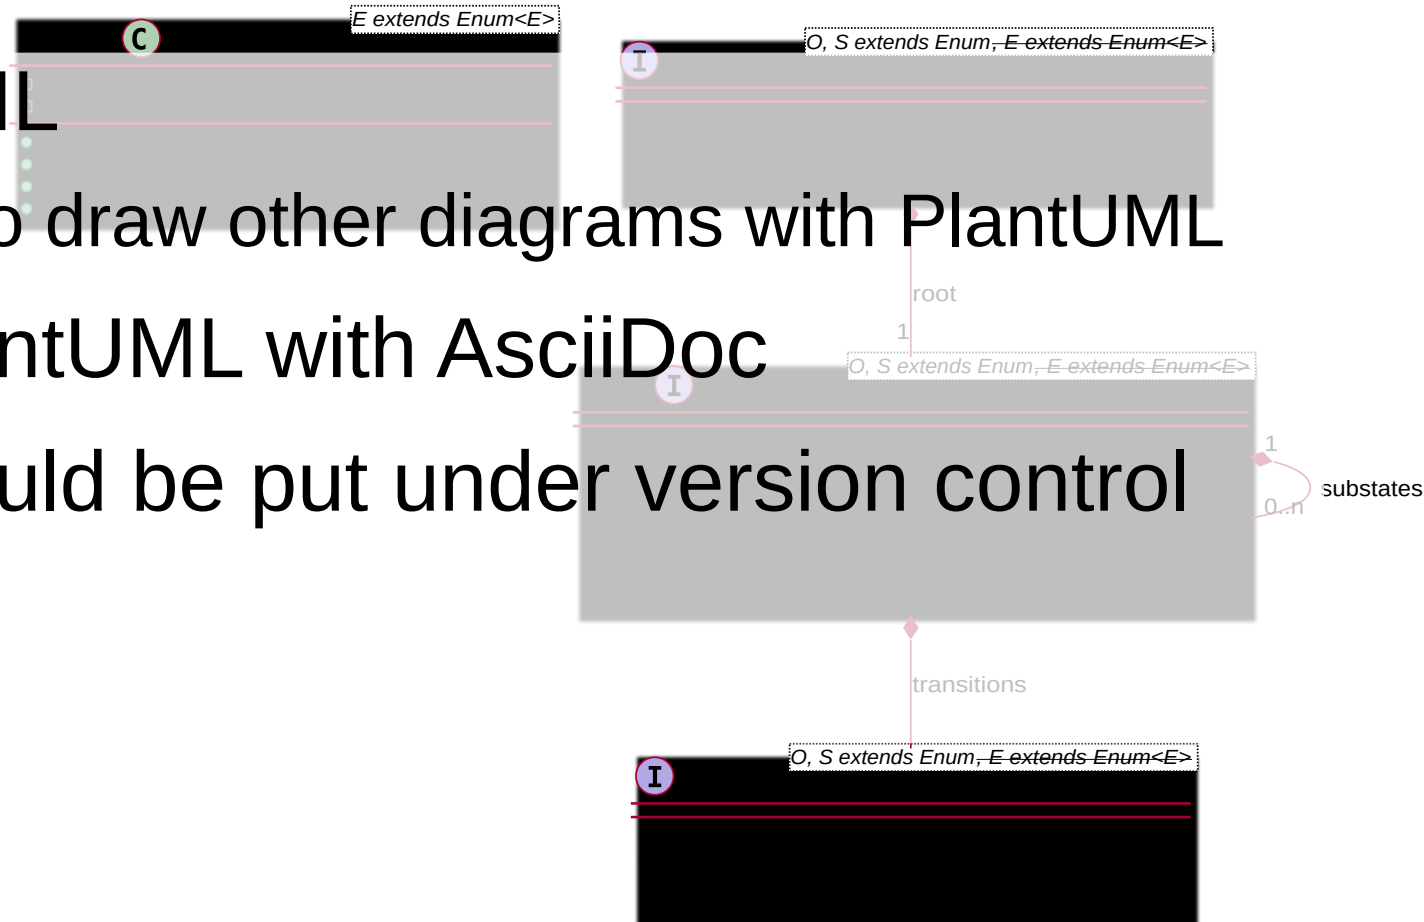 E extends Enum<E>
C
O, S extends Enum, E extends Enum<E>
I
ML
o draw other diagrams with PlantUML
root
1
ntUML with AsciiDoc
O, S extends Enum, E extends Enum<E>
I
1
uld be put under version control
substates
0..n
transitions
O, S extends Enum, E extends Enum<E>
I